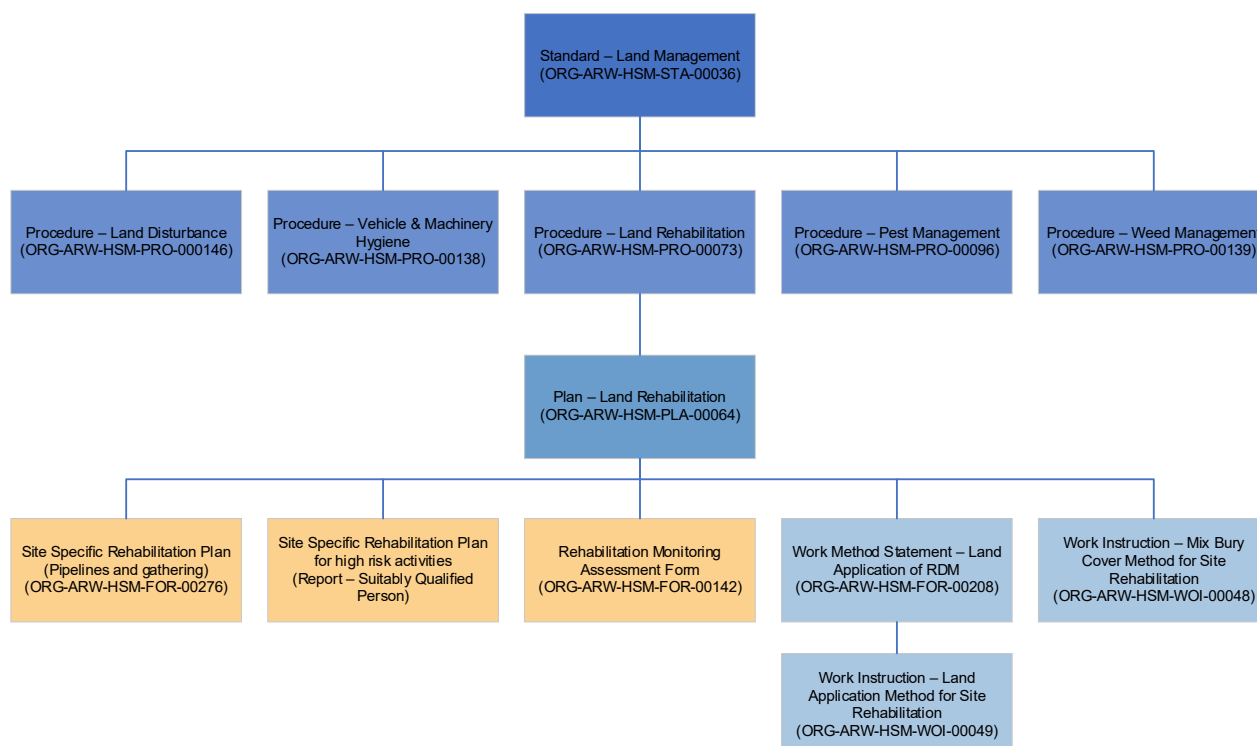 Standard – Land Management
(ORG-ARW-HSM-STA-00036)
Procedure – Land Disturbance
(ORG-ARW-HSM-PRO-000146)
Procedure – Vehicle & Machinery
Hygiene
(ORG-ARW-HSM-PRO-00138)
Procedure – Land Rehabilitation
(ORG-ARW-HSM-PRO-00073)
Procedure – Pest Management
(ORG-ARW-HSM-PRO-00096)
Procedure – Weed Management
(ORG-ARW-HSM-PRO-00139)
Plan – Land Rehabilitation
(ORG-ARW-HSM-PLA-00064)
Site Specific Rehabilitation Plan
(Pipelines and gathering)
(ORG-ARW-HSM-FOR-00276)
Site Specific Rehabilitation Plan
for high risk activities
(Report – Suitably Qualified
Person)
Rehabilitation Monitoring
Assessment Form
(ORG-ARW-HSM-FOR-00142)
Work Method Statement – Land
Application of RDM
(ORG-ARW-HSM-FOR-00208)
Work Instruction – Mix Bury
Cover Method for Site
Rehabilitation
(ORG-ARW-HSM-WOI-00048)
Work Instruction – Land
Application Method for Site
Rehabilitation
(ORG-ARW-HSM-WOI-00049)